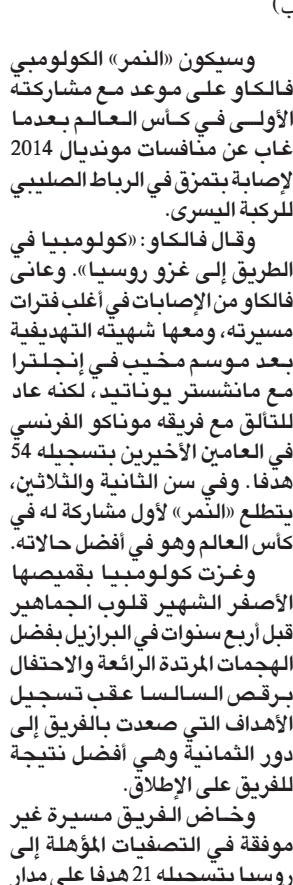 ب)
وسيكون «النمر» الكولومبي
فالكاو على موعد مع مشاركته
الأولى في كأس العالم بعدما
غاب عن منافسات مونديال 2014
لإصابة بتمزق في الرباط الصليبي
للركبة اليسرى.
وقال فالكاو: «كولومبيا في
الطريق إلى غزو روسيا». وعانى
فالكاو من الإصابات في أغلب فترات
مسيرته، ومعها شهيته التهديفية
بعد موسم مخيب في إنجلترا
مع مانشستر يوناتيد، لكنه عاد
للتألق مع فريقه موناكو الفرنسي
في العامين الأخيرين بتسجيله 54
هدفا. وفي سن الثانية والثلاثين،
يتطلع «النمر» لأول مشاركة له في
كأس العالم وهو في أفضل حالاته.
وغزت كولومبيا بقميصها
الأصفر الشهير قلوب الجماهير
قبل أربع سنوات في البرازيل بفضل
الهجمات المرتدة الرائعة والاحتفال
برقص السالسا عقب تسجيل
الأهداف التي صعدت بالفريق إلى
دور الثمانية وهي أفضل نتيجة
للفريق على الإطلاق.
وخاض الفريق مسيرة غير
موفقة في التصفيات المؤهلة إلى
روسيا بتسجيله 21 هدفا على مدار